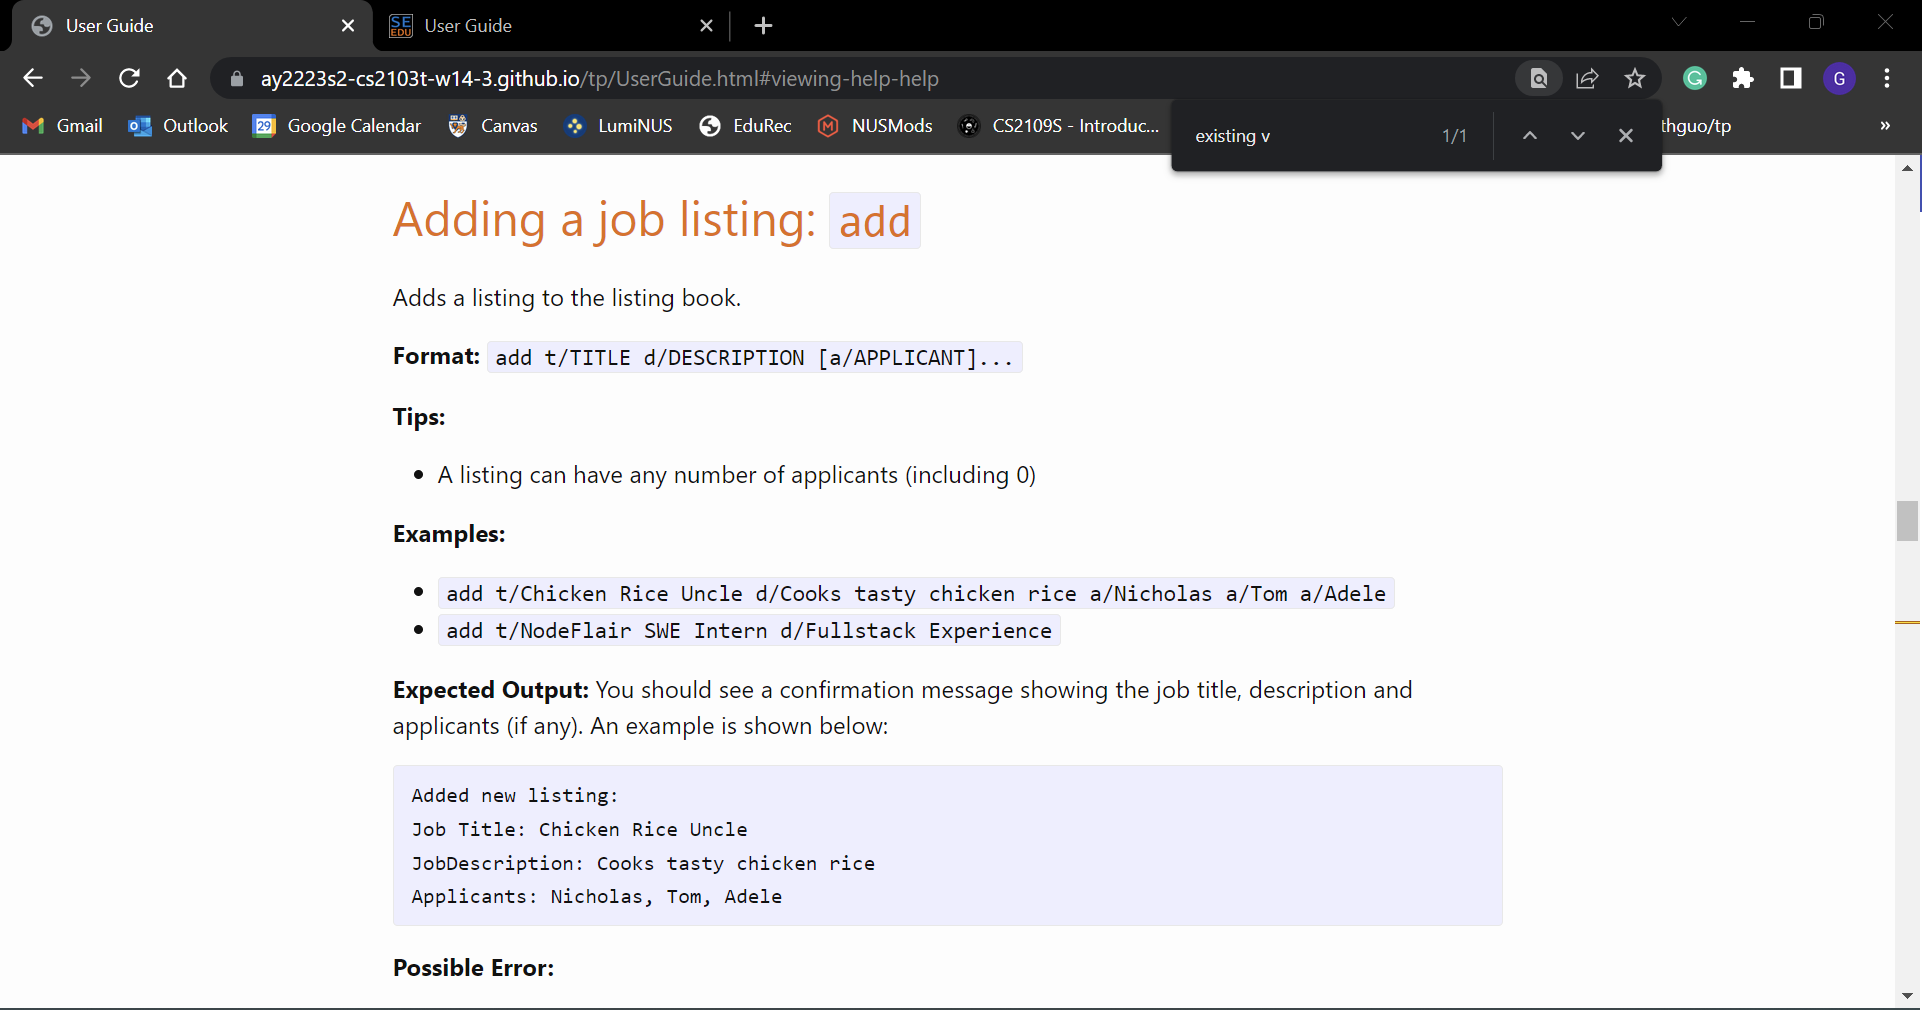 User Guide
SE
EDU
User Guide
ay2223s2-cs2103t-w14-3.github.io/tp/UserGuide.html#viewing-help-help
G
G
Gmail
Outlook
29
Google Calendar
Canvas
LumiNUS
EduRec
M
NUSMods
CS2109S - Introduc...
thguo/tp
»
existing v
1/1
Adding a job listing: add
Adds a listing to the listing book.
Format: add t/TITLE d/DESCRIPTION [a/APPLICANT]...
Tips:
• A listing can have any number of applicants (including 0)
Examples:
• add t/Chicken Rice Uncle d/Cooks tasty chicken rice a/Nicholas a/Tom a/Adele
• add t/NodeFlair SWE Intern d/Fullstack Experience
Expected Output: You should see a confirmation message showing the job title, description and
applicants (if any). An example is shown below:
Added new listing:
Job Title: Chicken Rice Uncle
JobDescription: Cooks tasty chicken rice
Applicants: Nicholas, Tom, Adele
Possible Error: